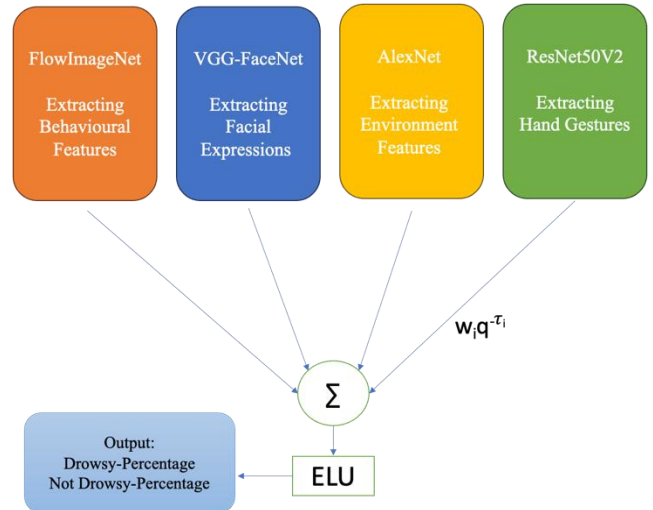 FlowImageNet
Extracting
Behavioural
Features
VGG-FaceNet
Extracting
Facial
Expressions
AlexNet
Extracting
Environment
Features
ResNet50V2
Extracting
Hand Gestures
wᵢq^-τᵢ
Σ
ELU
Output:
Drowsy-Percentage
Not Drowsy-Percentage